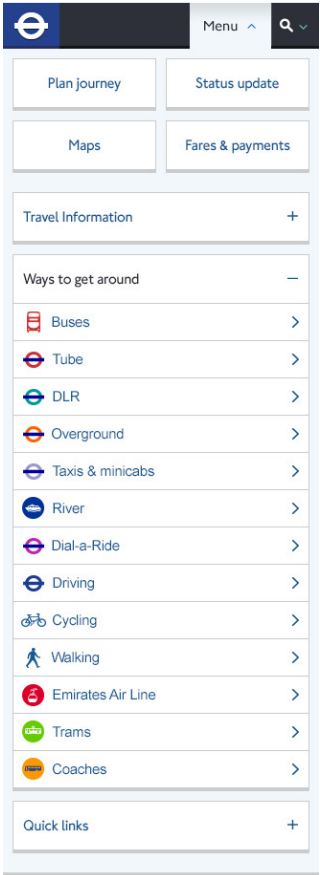 Menu
Plan journey
Status update
Maps
Fares & payments
Travel Information
Ways to get around
Buses
Tube
DLR
Overground
Taxis & minicabs
River
Dial-a-Ride
Driving
Cycling
Walking
Emirates Air Line
Trams
Coaches
Quick links